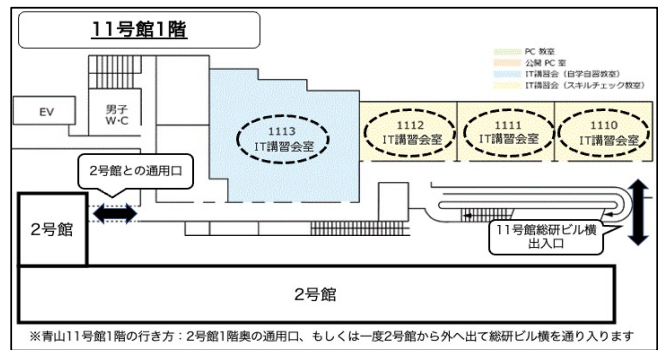 11号館1階
PC 教室
公開 PC 室
IT講習会（自学自習教室）
IT講習会（スキルチェック教室）
EV
男子
W・C
1113
IT講習会室
1112
IT講習会室
1111
IT講習会室
1110
IT講習会室
2号館との通用口
2号館
11号館総研ビル横
出入口
2号館
※青山11号館1階の行き方：2号館1階奥の通用口、もしくは一度2号館から外へ出て総研ビル横を通り入ります